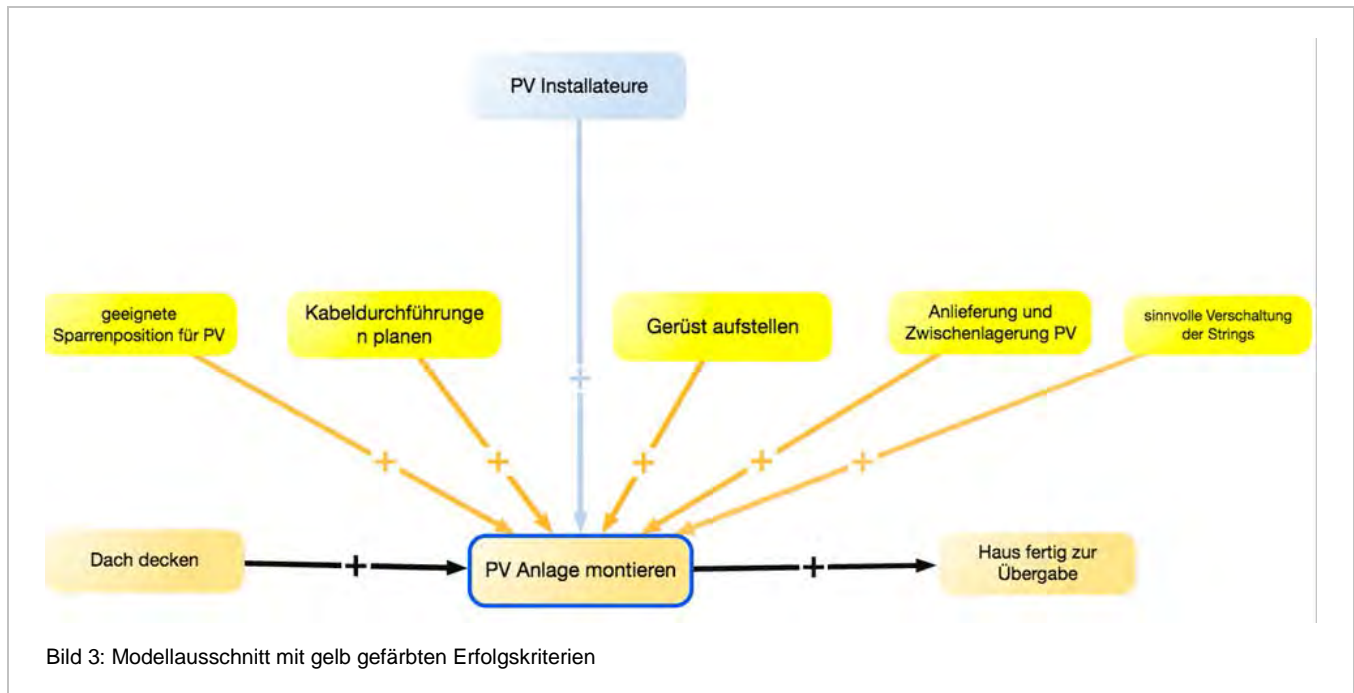 PV Installateure
geeignete
Sparrenposition für PV
Kabeldurchführunge
n planen
Gerüst aufstellen
Anlieferung und
Zwischenlagerung PV
sinnvolle Verschaltung
der Strings
+
+
+
+
+
+
Dach decken
+
PV Anlage montieren
+
Haus fertig zur
Übergabe
Bild 3: Modellausschnitt mit gelb gefärbten Erfolgskriterien